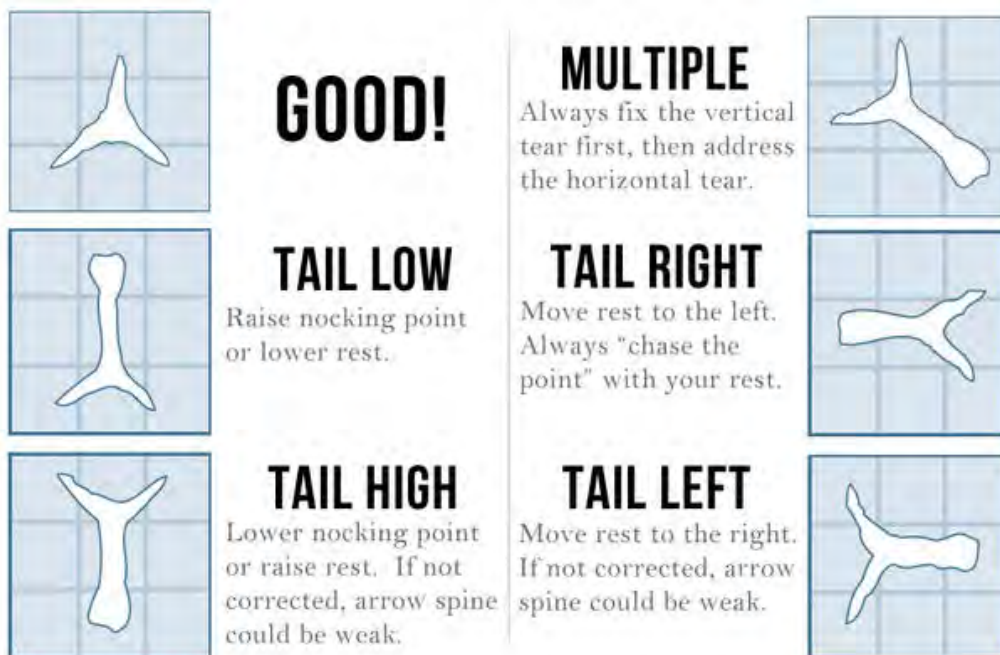 GOOD!
TAIL LOW
Raise nocking point
or lower rest.
TAIL HIGH
Lower nocking point
or raise rest. If not
corrected, arrow spine
could be weak.
MULTIPLE
Always fix the vertical
tear first, then address
the horizontal tear.
TAIL RIGHT
Move rest to the left.
Always "chase the
point" with your rest.
TAIL LEFT
Move rest to the right.
If not corrected, arrow
spine could be weak.